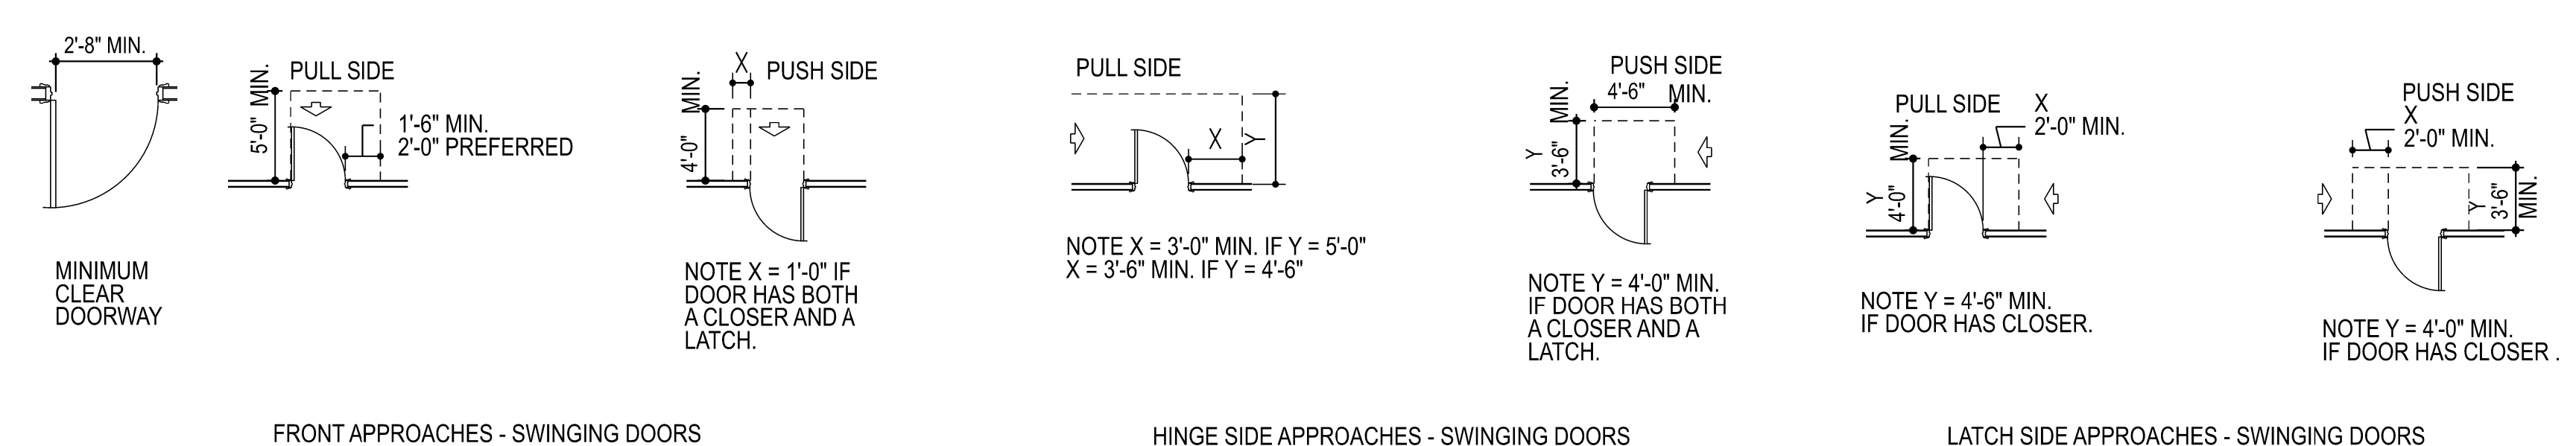 2'-8" MIN.
MINIMUM
CLEAR
DOORWAY
PULL SIDE
5'-0" MIN.
1'-6" MIN.
2'-0" PREFERRED
X
PUSH SIDE
4'-0" MIN.
NOTE X = 1'-0" IF
DOOR HAS BOTH
A CLOSER AND A
LATCH.
FRONT APPROACHES - SWINGING DOORS
PULL SIDE
X
Y
NOTE X = 3'-0" MIN. IF Y = 5'-0"
X = 3'-6" MIN. IF Y = 4'-6"
PUSH SIDE
4'-6" MIN.
Y
3'-6" MIN.
NOTE Y = 4'-0" MIN.
IF DOOR HAS BOTH
A CLOSER AND A
LATCH.
HINGE SIDE APPROACHES - SWINGING DOORS
PULL SIDE
X
2'-0" MIN.
Y
4'-0" MIN.
NOTE Y = 4'-6" MIN.
IF DOOR HAS CLOSER.
PUSH SIDE
X
2'-0" MIN.
Y
3'-6" MIN.
NOTE Y = 4'-0" MIN.
IF DOOR HAS CLOSER .
LATCH SIDE APPROACHES - SWINGING DOORS